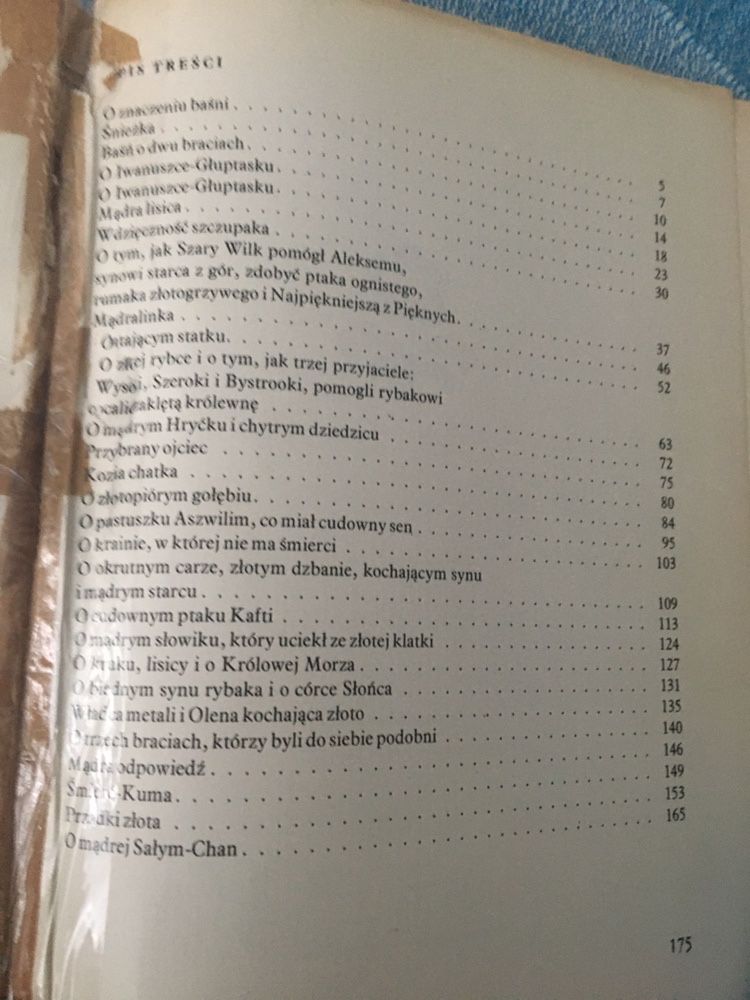 SPIS TREŚCI
O znaczeniu baśni . . . . . . . . . . . . . . . . . . . . 5
Śnieżka . . . . . . . . . . . . . . . . . . . . 7
Baśń o dwu braciach . . . . . . . . . . . . . . . . . . . . 10
O Iwanuszce-Głuptasku . . . . . . . . . . . . . . . . . . . . 14
O Iwanuszce-Głuptasku . . . . . . . . . . . . . . . . . . . . 18
Mądra lisica . . . . . . . . . . . . . . . . . . . . 23
Wdzięczność szczupaka . . . . . . . . . . . . . . . . . . . . 30
O tym, jak Szary Wilk pomógł Aleksemu,
synowi starca z gór, zdobyć ptaka ognistego,
rumaka złotogrzywego i Najpiękniejszą z Pięknych . . . . . . . . . . 37
Mądralinka . . . . . . . . . . . . . . . . . . . . 46
statku . . . . . . . . . . . . . . . . . . . . 52
O rybce i o tym, jak trzej przyjaciele:
Wysoki, Szeroki i Bystrooki, pomogli rybakowi
królewnę . . . . . . . . . . . . . . . . . . . . 63
O mądrym Hryćku i chytrym dziedzicu . . . . . . . . . . . . . . . 72
Przybrany ojciec . . . . . . . . . . . . . . . . . . . . 75
Kozia chatka . . . . . . . . . . . . . . . . . . . . 80
O złotopiórym gołębiu . . . . . . . . . . . . . . . . . . . . 84
O pastuszku Aszwilim, co miał cudowny sen . . . . . . . . . . . . . 95
O krainie, w której nie ma śmierci . . . . . . . . . . . . . . . . 103
O okrutnym carze, złotym dzbanie, kochającym synu
i mądrym starcu . . . . . . . . . . . . . . . . . . . . 109
O cudownym ptaku Kafti . . . . . . . . . . . . . . . . . . . . 113
O mądrym słowiku, który uciekł ze złotej klatki . . . . . . . . . . . . 124
O kraku, lisicy i o Królowej Morza . . . . . . . . . . . . . . . . 127
O biednym synu rybaka i o córce Słońca . . . . . . . . . . . . . . 131
Władca metali i Olena kochająca złoto . . . . . . . . . . . . . . . 135
O trzech braciach, którzy byli do siebie podobni . . . . . . . . . . . 140
Mądra odpowiedź . . . . . . . . . . . . . . . . . . . . 146
Śmierć-Kuma . . . . . . . . . . . . . . . . . . . . 149
Prządki złota . . . . . . . . . . . . . . . . . . . . 153
O mądrej Sałym-Chan . . . . . . . . . . . . . . . . . . . . 165
175